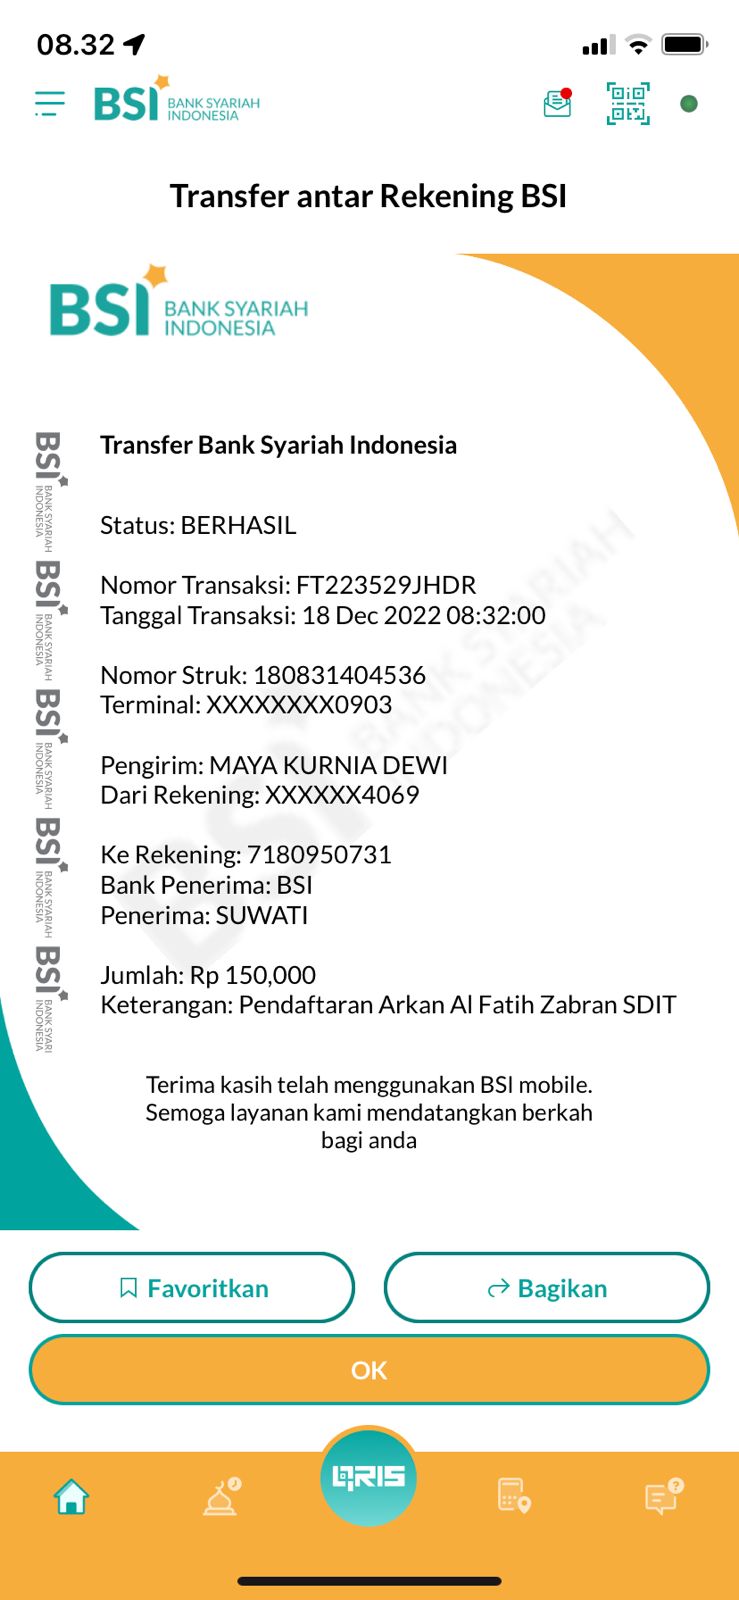 08.32
BSI BANK SYARIAH
INDONESIA
Transfer antar Rekening BSI
BSI BANK SYARIAH
INDONESIA
Transfer Bank Syariah Indonesia
Status: BERHASIL
Nomor Transaksi: FT223529JHDR
Tanggal Transaksi: 18 Dec 2022 08:32:00
Nomor Struk: 180831404536
Terminal: XXXXXXXX0903
Pengirim: MAYA KURNIA DEWI
Dari Rekening: XXXXXX4069
Ke Rekening: 7180950731
Bank Penerima: BSI
Penerima: SUWATI
Jumlah: Rp 150,000
Keterangan: Pendaftaran Arkan Al Fatih Zabran SDIT
BSI BANK SYARIAH
INDONESIA
BSI BANK SYARIAH
INDONESIA
BSI BANK SYARIAH
INDONESIA
BSI BANK SYARIAH
INDONESIA
BSI BANK SYARI
INDONESIA
BSI BANK SYARIAH
INDONESIA
Terima kasih telah menggunakan BSI mobile.
Semoga layanan kami mendatangkan berkah
bagi anda
Favoritkan
Bagikan
OK
QRIS